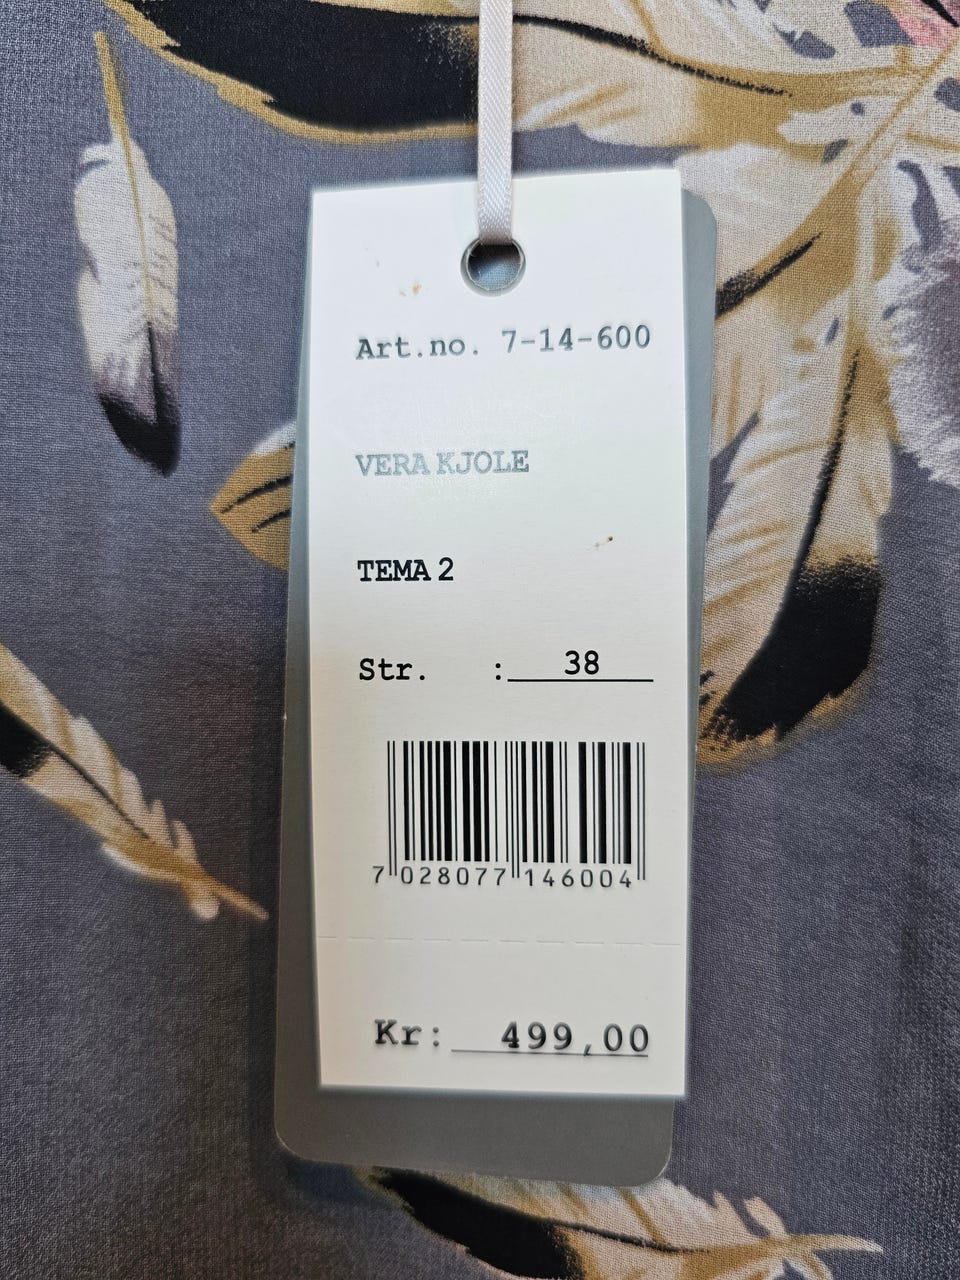 Art.no. 7-14-600
VERA KJOLE
TEMA 2
Str. : 38
7 028077 146004
Kr: 499,00